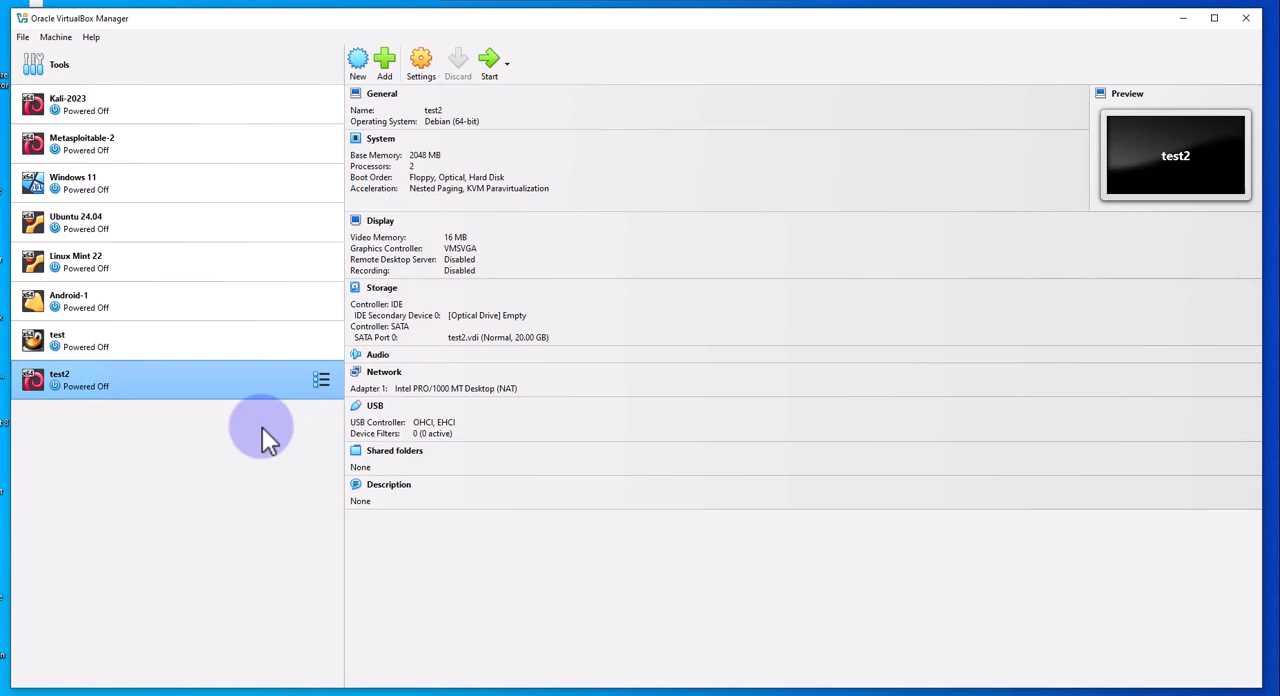 Oracle VirtualBox Manager
File Machine Help
Tools
New Add Settings Discard Start
Kali-2023
Powered Off
Metasploitable-2
Powered Off
Windows 11
Powered Off
Ubuntu 24.04
Powered Off
Linux Mint 22
Powered Off
Android-1
Powered Off
test
Powered Off
test2
Powered Off
General
Name: test2
Operating System: Debian (64-bit)
System
Base Memory: 2048 MB
Processors: 2
Boot Order: Floppy, Optical, Hard Disk
Acceleration: Nested Paging, KVM Paravirtualization
Display
Video Memory: 16 MB
Graphics Controller: VMSVGA
Remote Desktop Server: Disabled
Recording: Disabled
Storage
Controller: IDE
IDE Secondary Device 0: [Optical Drive] Empty
Controller: SATA
SATA Port 0: test2.vdi (Normal, 20.00 GB)
Audio
Network
Adapter 1: Intel PRO/1000 MT Desktop (NAT)
USB
USB Controller: OHCI, EHCI
Device Filters: 0 (0 active)
Shared folders
None
Description
None
Preview
test2